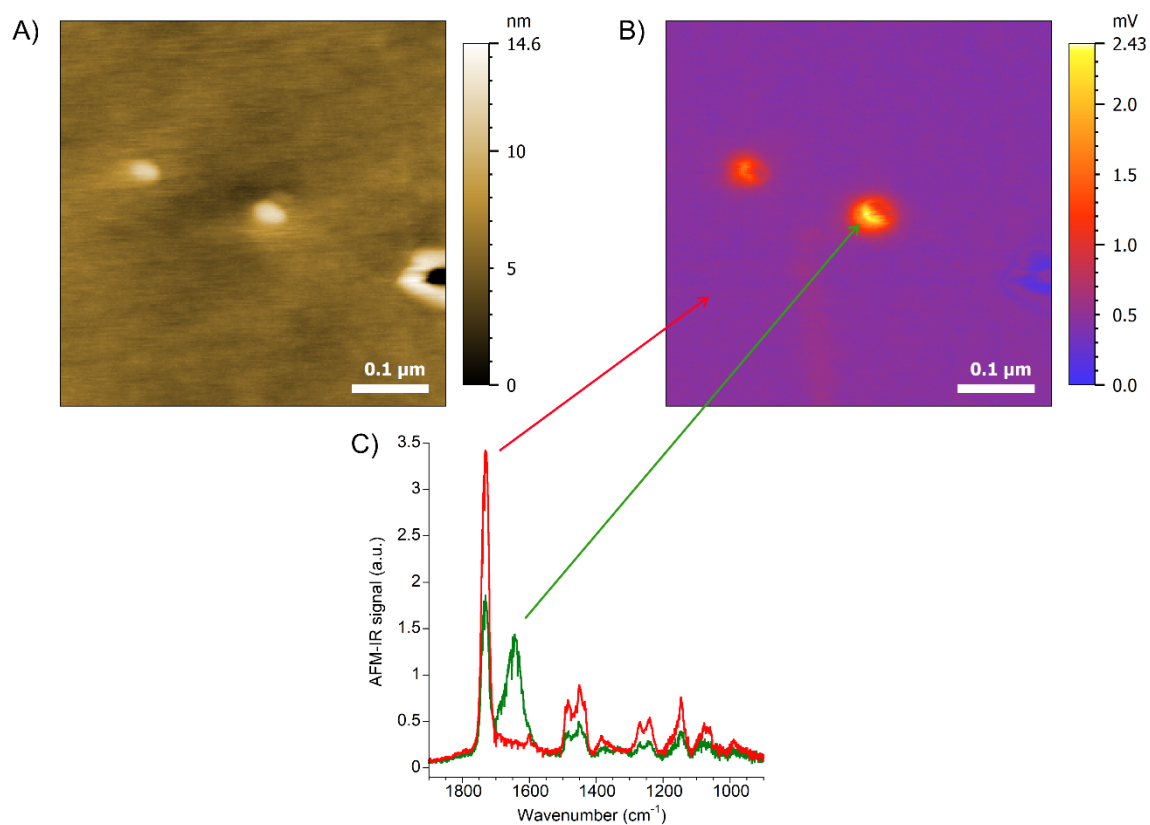 A)
nm
14.6
10
5
0
0.1 µm
B)
mV
2.43
2.0
1.5
1.0
0.5
0.0
0.1 µm
C)
3.5
3
2.5
2
1.5
1
0.5
0
AFM-IR signal (a.u.)
1800 1600 1400 1200 1000
Wavenumber (cm⁻¹)